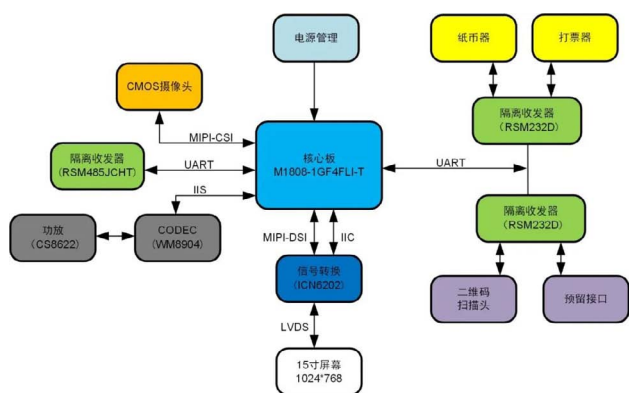 电源管理
纸币器
打票器
CMOS摄像头
隔离收发器
（RSM232D）
MIPI-CSI
核心板
M1808-1GF4FLI-T
隔离收发器
(RSM485JCHT)
UART
UART
IIS
隔离收发器
（RSM232D）
功放
（CS8622）
CODEC
(WM8904)
MIPI-DSI
IIC
信号转换
（ICN6202）
二维码
扫描头
预留接口
LVDS
15寸屏幕
1024*768